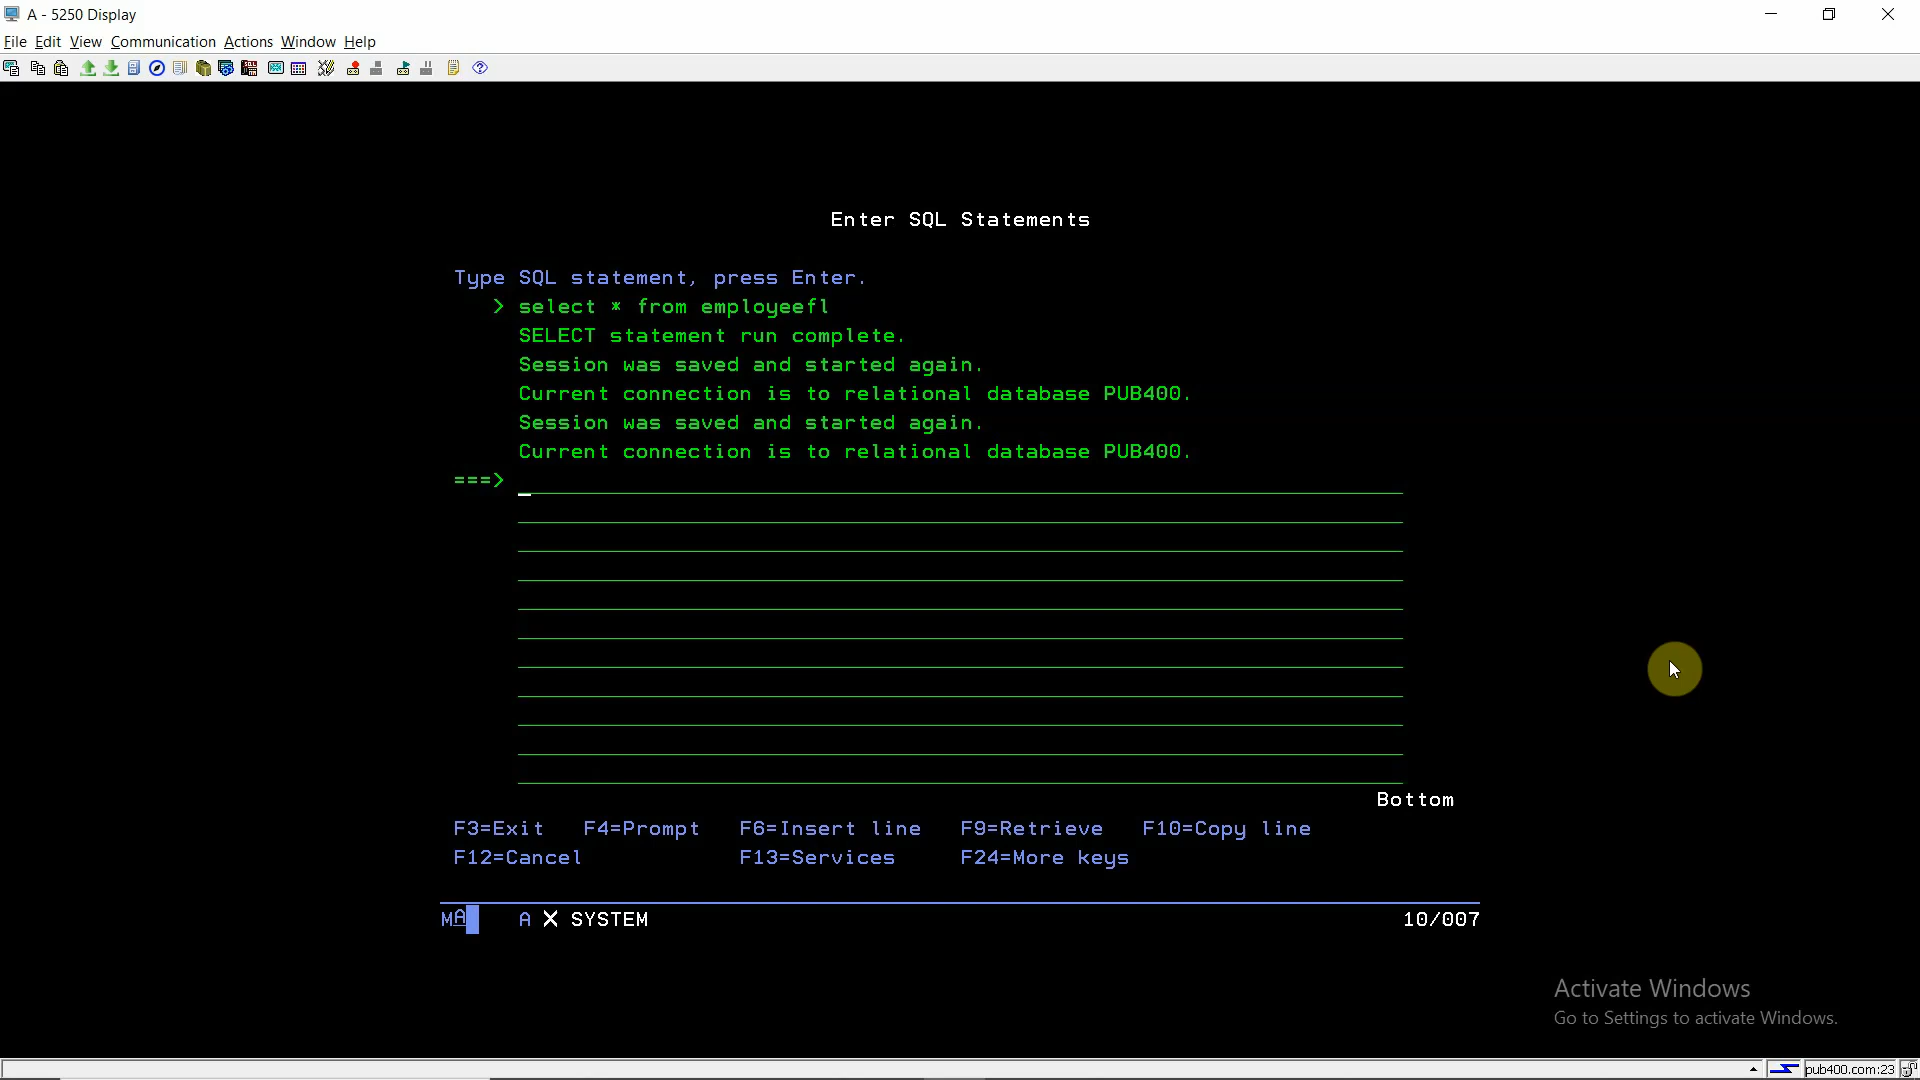 A - 5250 Display
File Edit View Communication Actions Window Help
Enter SQL Statements
Type SQL statement, press Enter.
> select * from employeefl
SELECT statement run complete.
Session was saved and started again.
Current connection is to relational database PUB400.
Session was saved and started again.
Current connection is to relational database PUB400.
===>
Bottom
F3=Exit F4=Prompt F6=Insert line F9=Retrieve F10=Copy line
F12=Cancel F13=Services F24=More keys
MA A X SYSTEM 10/007
Activate Windows
Go to Settings to activate Windows.
pub400.com:23